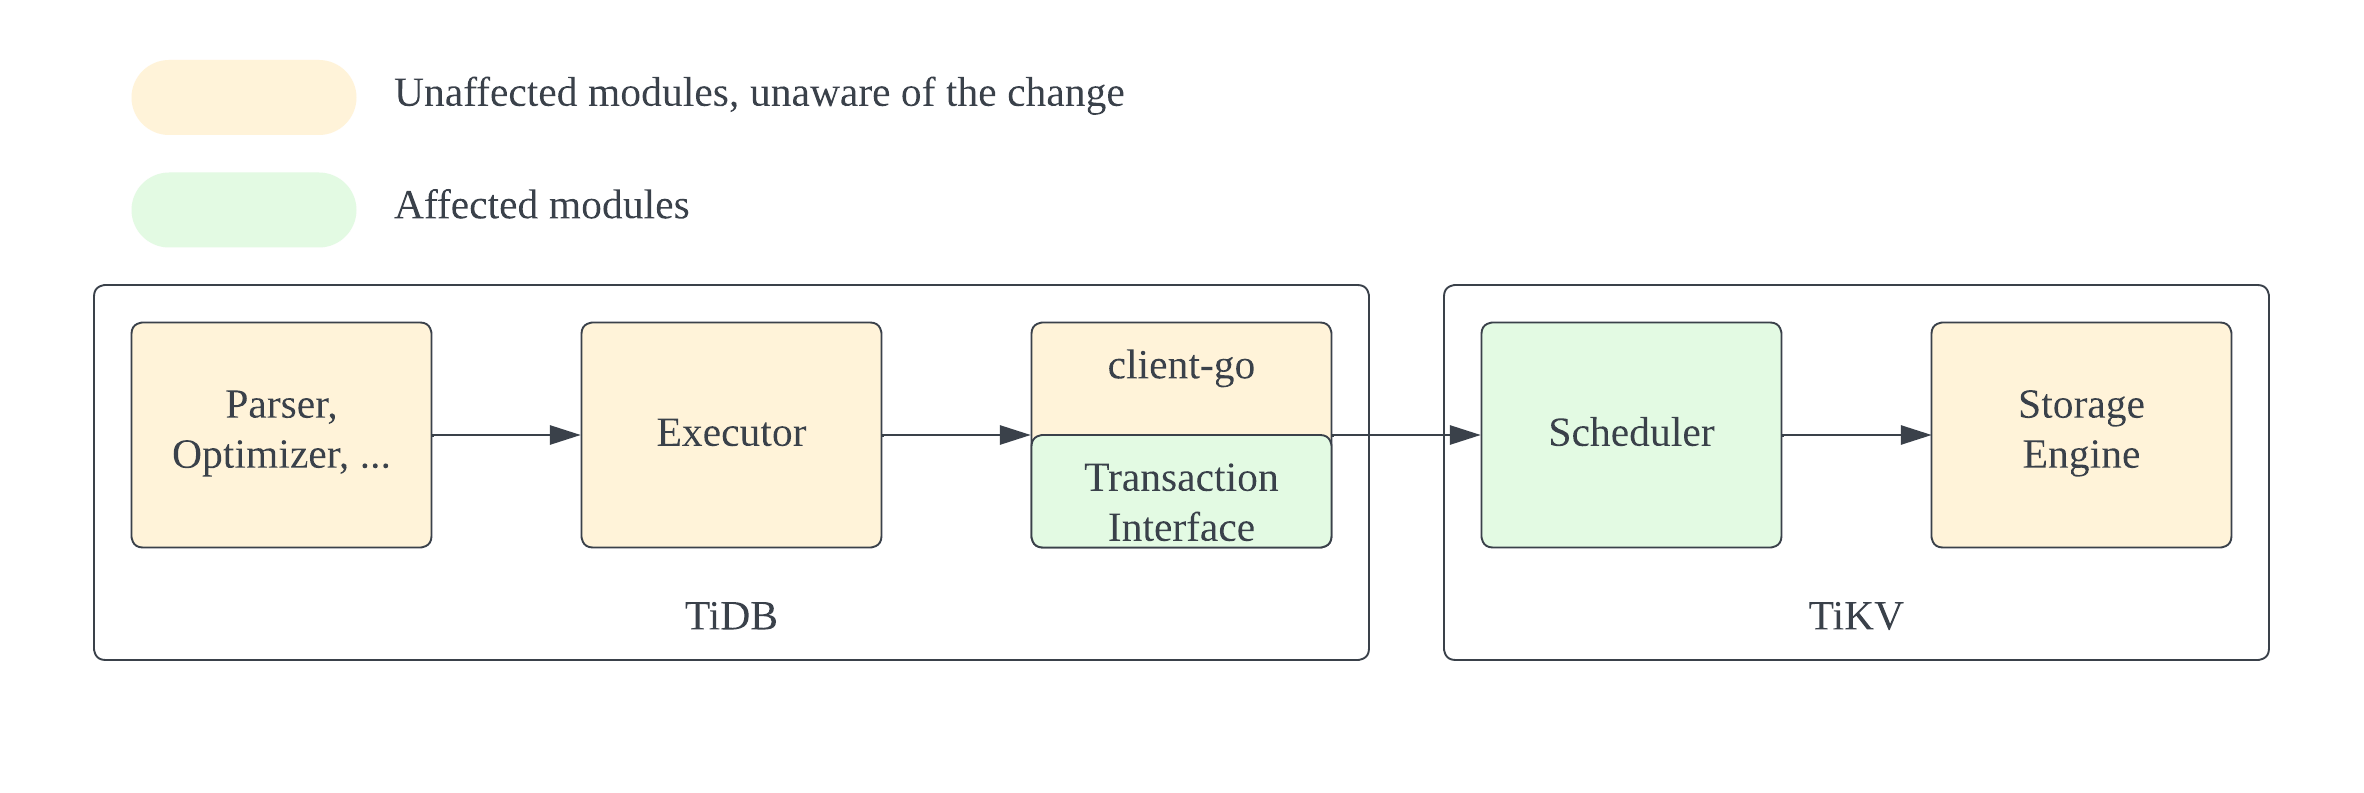 Unaffected modules, unaware of the change
Affected modules
Parser,
Optimizer, ...
Executor
client-go
Transaction
Interface
TiDB
Scheduler
Storage
Engine
TiKV